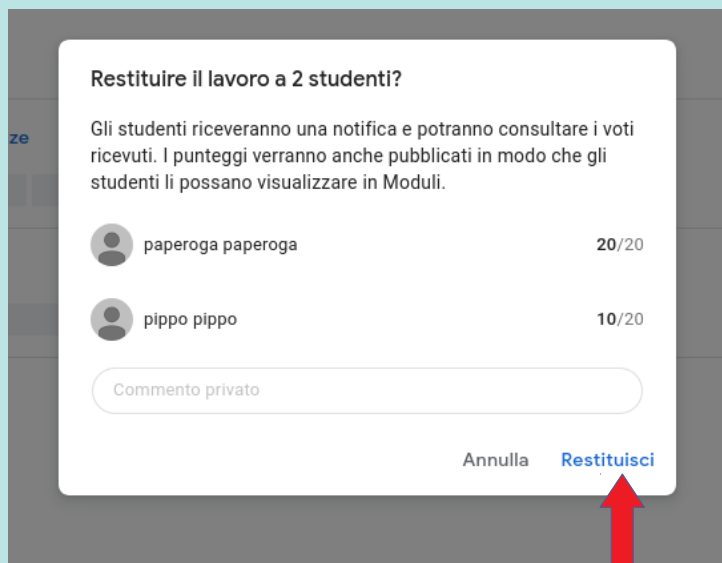 Restituire il lavoro a 2 studenti?
ze
Gli studenti riceveranno una notifica e potranno consultare i voti
ricevuti. I punteggi verranno anche pubblicati in modo che gli
studenti li possano visualizzare in Moduli.
paperoga paperoga 20/20
pippo pippo 10/20
Commento privato
Annulla Restituisci